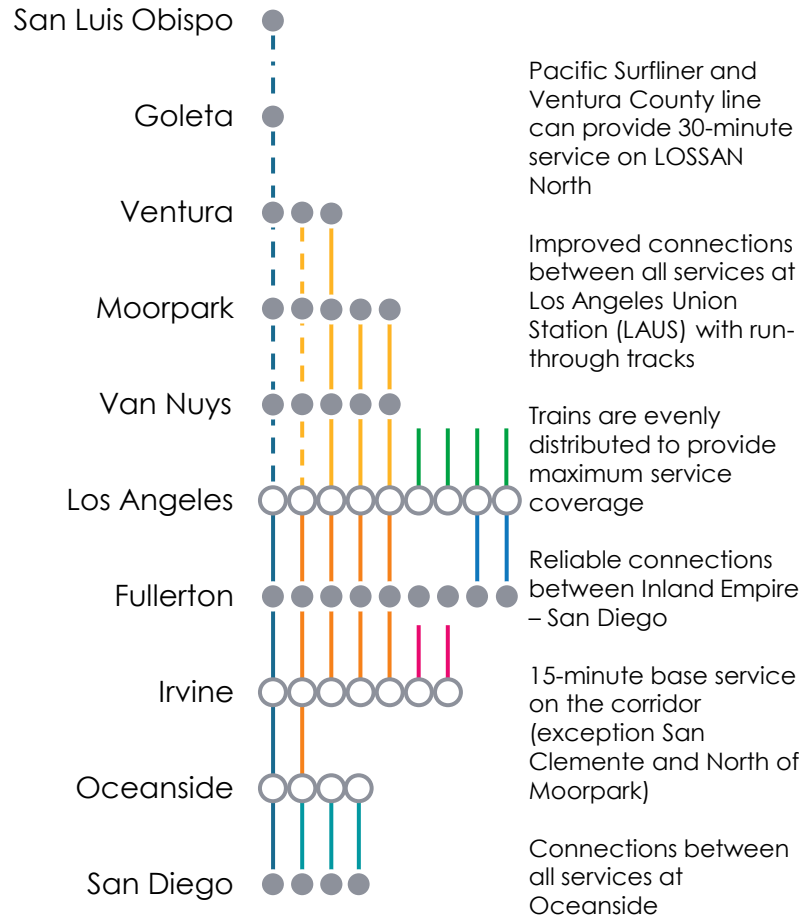 San Luis Obispo
Goleta
Ventura
Moorpark
Van Nuys
Los Angeles
Fullerton
Irvine
Oceanside
San Diego
Pacific Surfliner and
Ventura County line
can provide 30-minute
service on LOSSAN
North
Improved connections
between all services at
Los Angeles Union
Station (LAUS) with run-
through tracks
Trains are evenly
distributed to provide
maximum service
coverage
Reliable connections
between Inland Empire
– San Diego
15-minute base service
on the corridor
(exception San
Clemente and North of
Moorpark)
Connections between
all services at
Oceanside